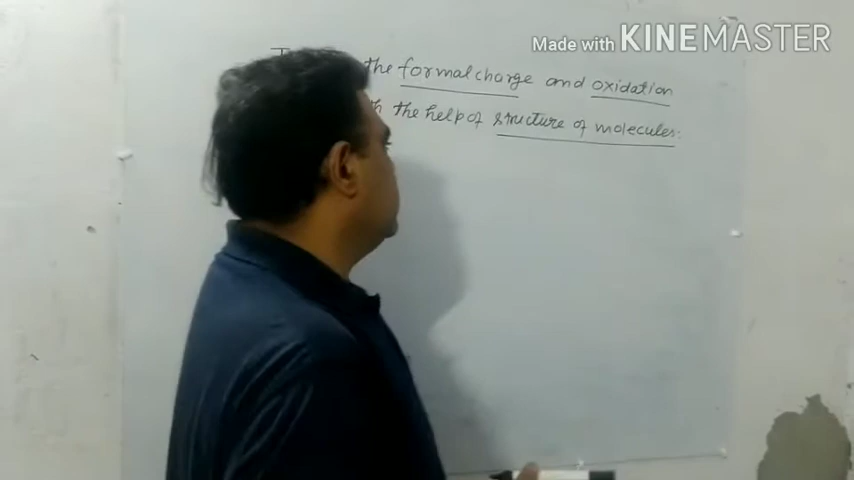 Made with KINEMASTER
the formal charge and oxidation
the help of structure of molecules: